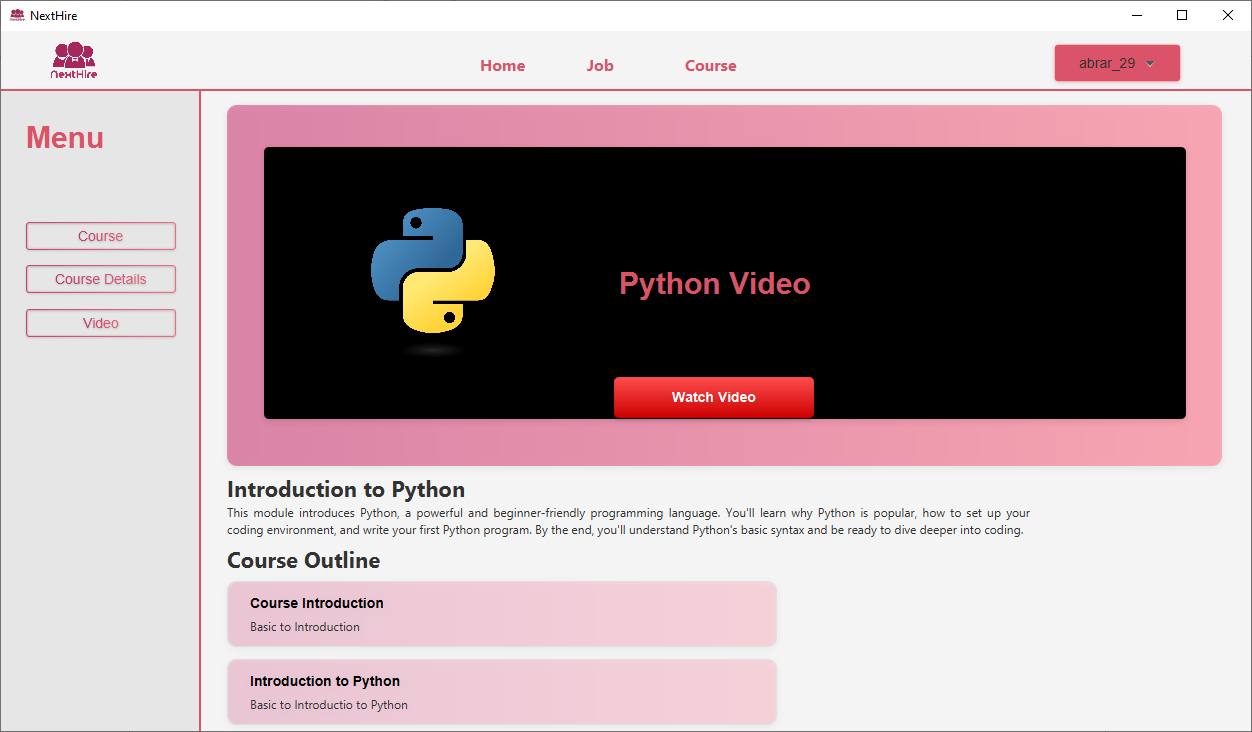 NextHire
NextHire
Home
Job
Course
abrar_29
Menu
Course
Course Details
Video
Python Video
Watch Video
Introduction to Python
This module introduces Python, a powerful and beginner-friendly programming language. You'll learn why Python is popular, how to set up your
coding environment, and write your first Python program. By the end, you'll understand Python's basic syntax and be ready to dive deeper into coding.
Course Outline
Course Introduction
Basic to Introduction
Introduction to Python
Basic to Introductio to Python